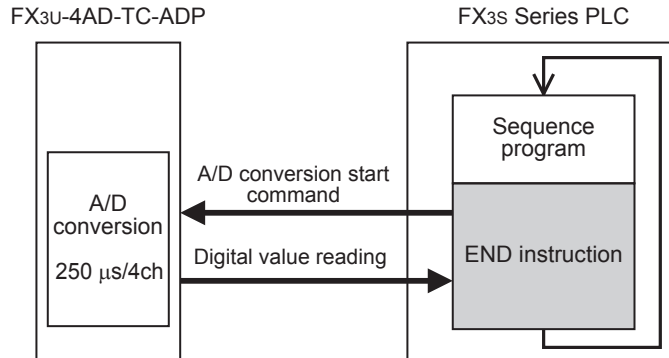 FX3U-4AD-TC-ADP
FX3S Series PLC
Sequence
program
A/D conversion start
command
A/D
conversion
250 μs/4ch
Digital value reading
END instruction